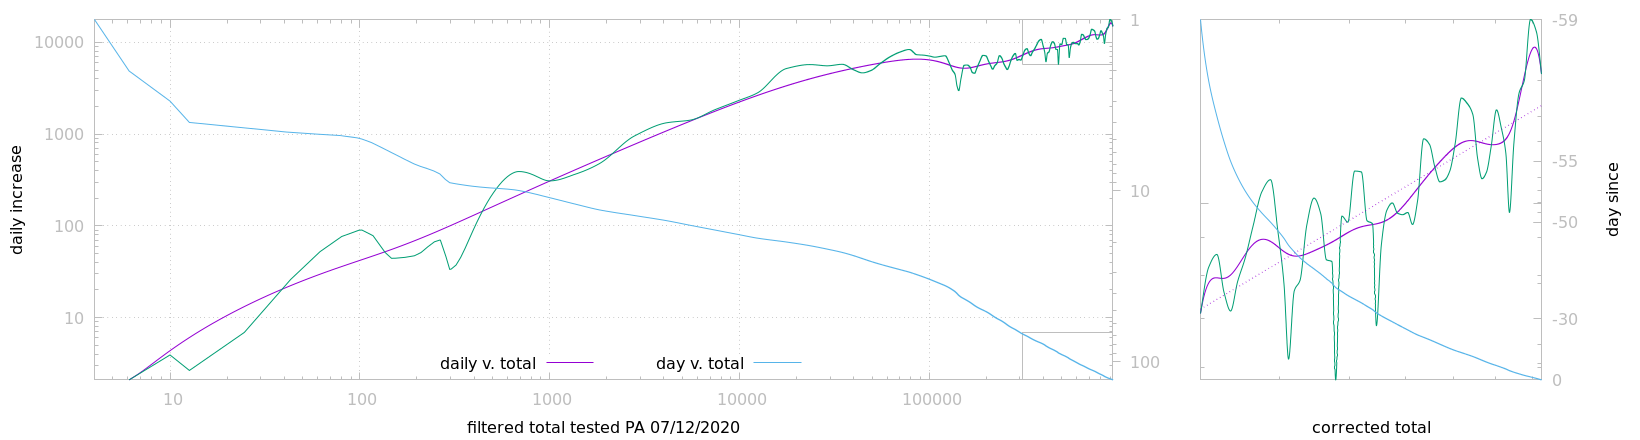 daily increase
10000
1000
100
10
daily v. total
day v. total
10
100
1000
10000
100000
filtered total tested PA 07/12/2020
1
10
100
-59
-55
-50
-30
0
day since
corrected total